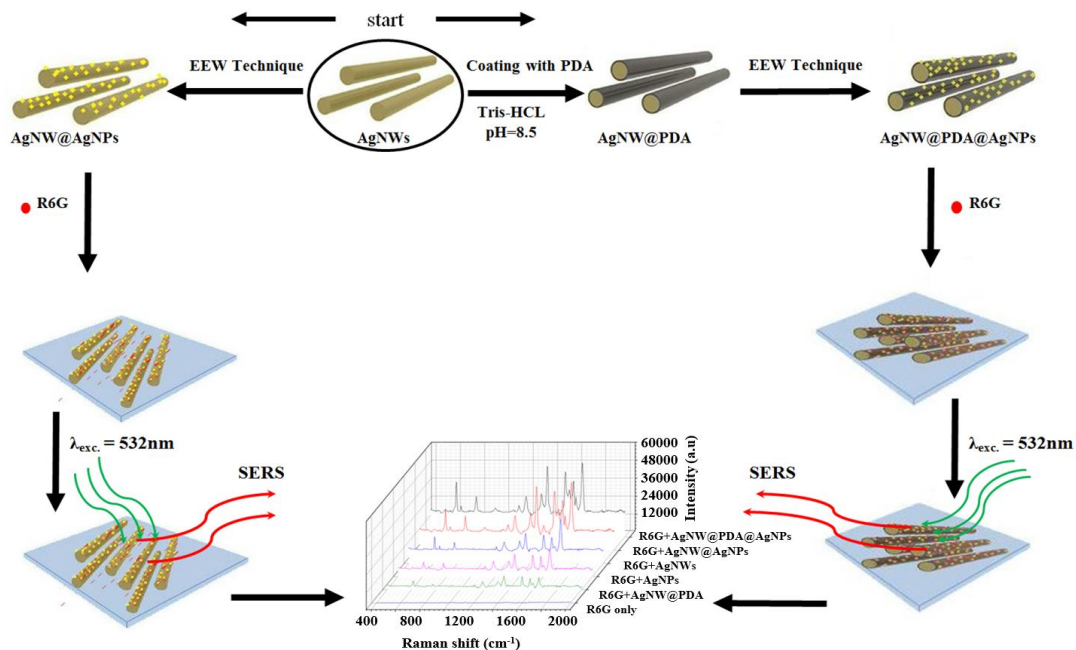 start
EEW Technique
Coating with PDA
EEW Technique
Tris-HCL
pH=8.5
AgNW@AgNPs
AgNWs
AgNW@PDA
AgNW@PDA@AgNPs
R6G
R6G
λexc. = 532nm
λexc. = 532nm
SERS
SERS
60000
48000
36000
24000
12000
Intensity (a.u)
R6G+AgNW@PDA@AgNPs
R6G+AgNW@AgNPs
R6G+AgNWs
R6G+AgNPs
R6G+AgNW@PDA
R6G only
400 800 1200 1600 2000
Raman shift (cm⁻¹)